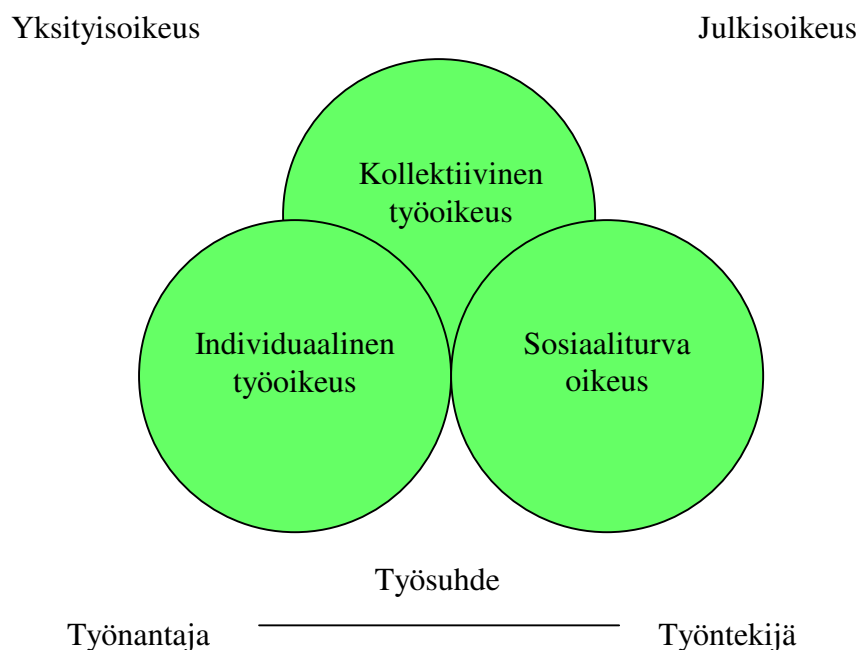 Yksityisoikeus
Julkisoikeus
Kollektiivinen
työoikeus
Individuaalinen
työoikeus
Sosiaaliturva
oikeus
Työsuhde
Työnantaja
Työntekijä